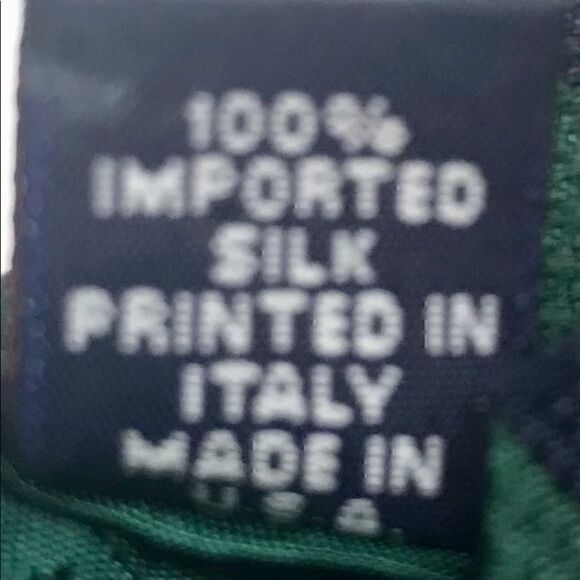 100%
IMPORTED
SILK
PRINTED IN
ITALY
MADE IN
U.S.A.